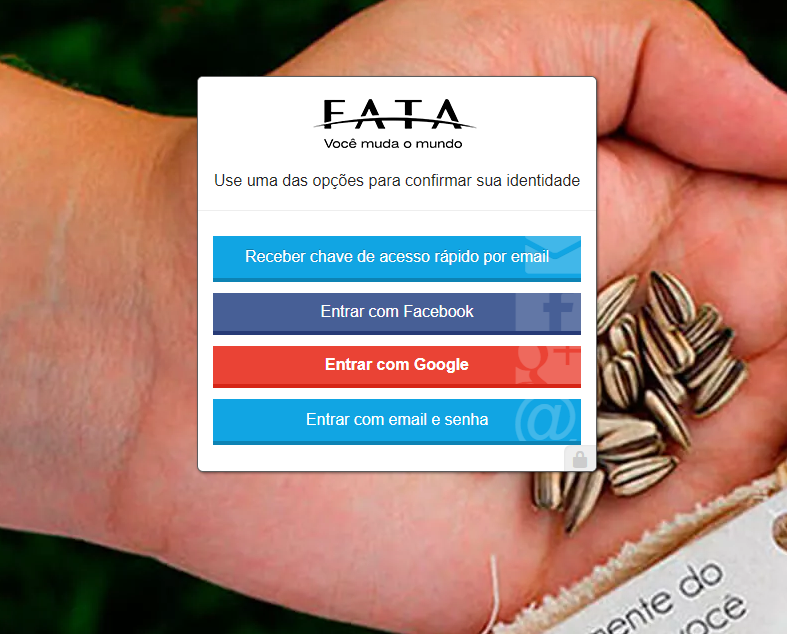 FATA
Você muda o mundo
Use uma das opções para confirmar sua identidade
Receber chave de acesso rápido por email
Entrar com Facebook
Entrar com Google
Entrar com email e senha
mente do
você